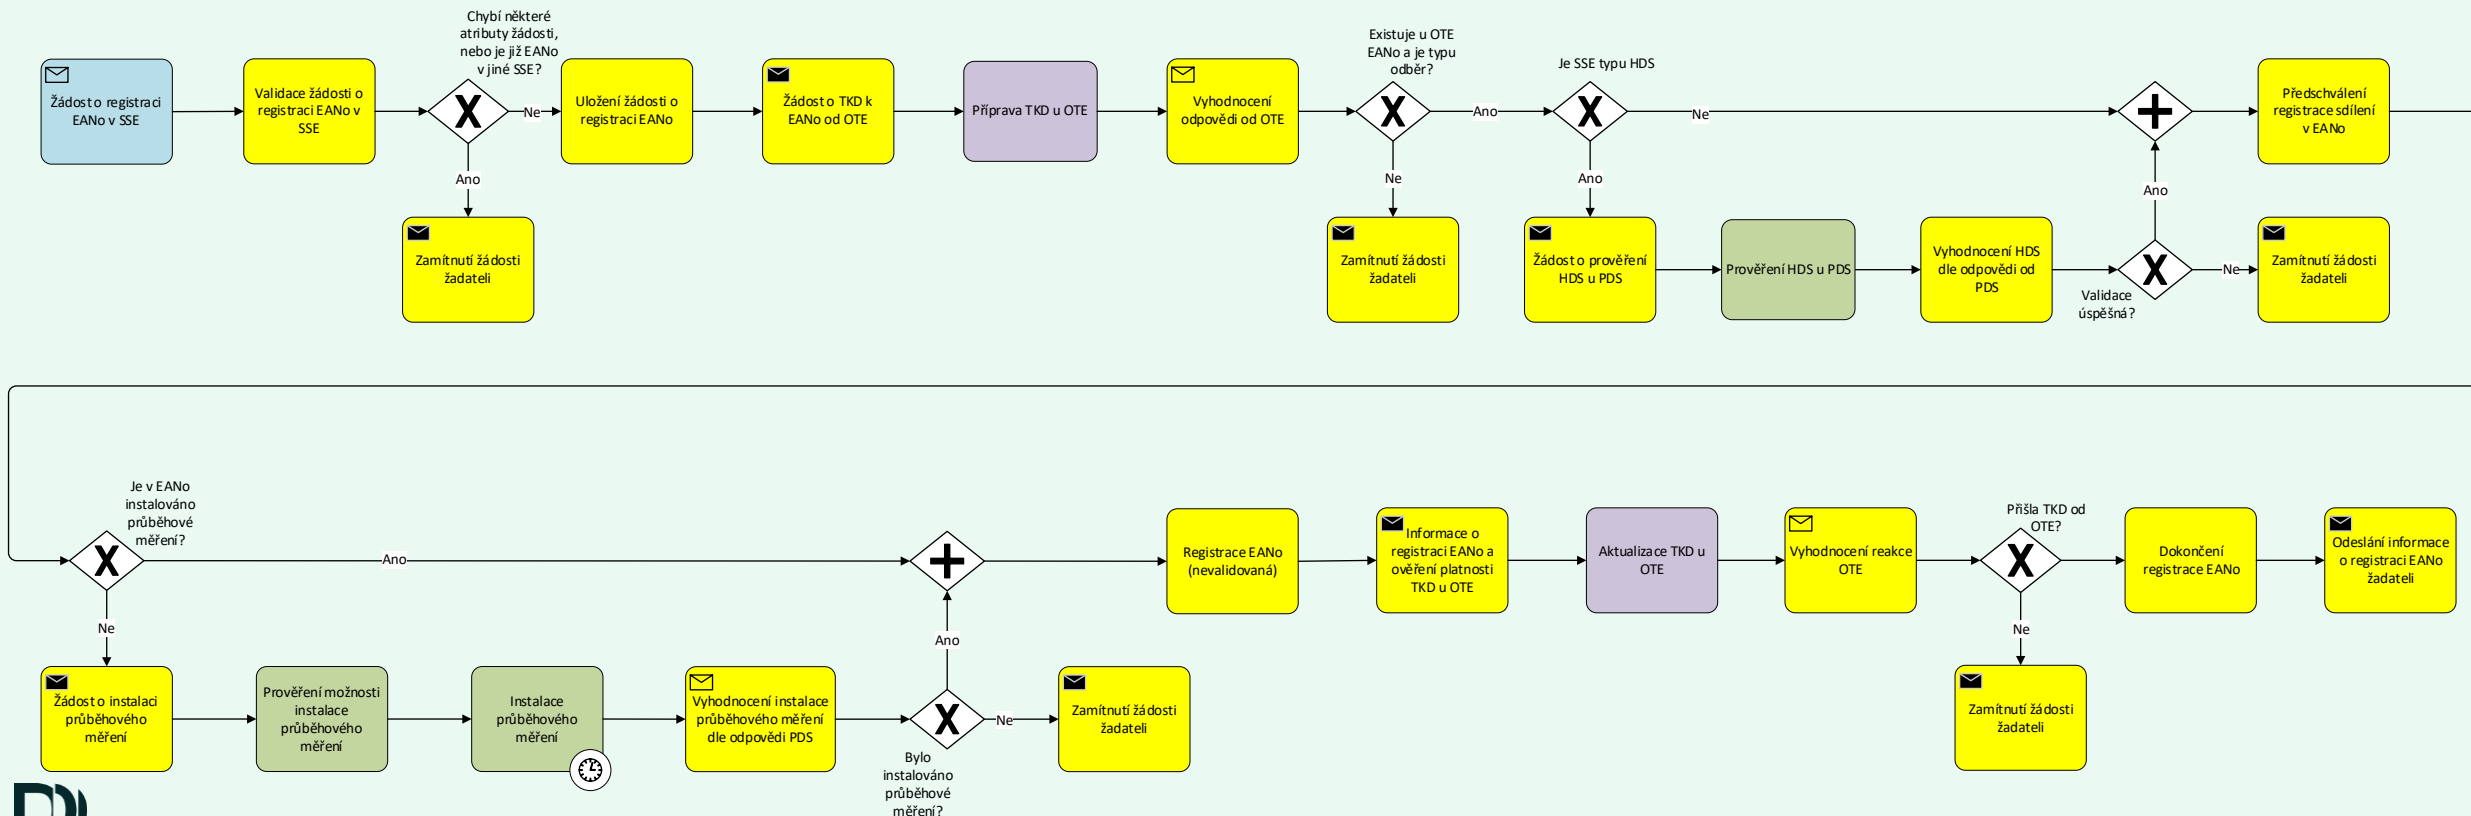 Chybí některé
atributy žádosti,
nebo je již EANo
v jiné SSE?
Žádost o registraci
EANo v SSE
Validace žádosti o
registraci EANo v
SSE
Ne
Ano
Zamítnutí žádosti
žadateli
Uložení žádosti o
registraci EANo
Žádost o TKD k
EANo od OTE
Příprava TKD u OTE
Vyhodnocení
odpovědi od OTE
Existuje u OTE
EANo a je typu
odběr?
Ano
Ne
Zamítnutí žádosti
žadateli
Je SSE typu HDS
Ne
Ano
Žádost o prověření
HDS u PDS
Prověření HDS u PDS
Vyhodnocení HDS
dle odpovědi od
PDS
Validace
úspěšná?
Ano
Ne
Zamítnutí žádosti
žadateli
Předschválení
registrace sdílení
v EANo
Je v EANo
instalováno
průběhové
měření?
Ano
Ne
Žádost o instalaci
průběhového
měření
Prověření možnosti
instalace
průběhového
měření
Instalace
průběhového
měření
Vyhodnocení instalace
průběhového měření
dle odpovědi PDS
Bylo
instalováno
průběhové
měření?
Ano
Ne
Zamítnutí žádosti
žadateli
Registrace EANo
(nevalidovaná)
Informace o
registraci EANo a
ověření platnosti
TKD u OTE
Aktualizace TKD u
OTE
Vyhodnocení reakce
OTE
Přišla TKD od
OTE?
Ne
Zamítnutí žádosti
žadateli
Dokončení
registrace EANo
Odeslání informace
o registraci EANo
žadateli